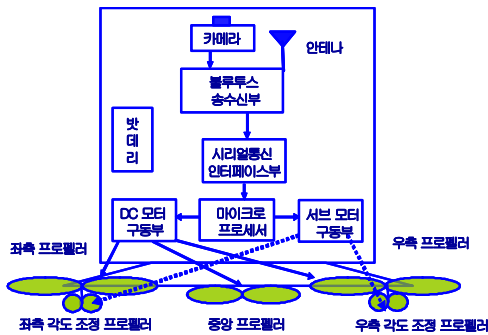 카메라
안테나
블루투스
송수신부
밧
데
리
시리얼통신
인터페이스부
DC 모터
구동부
마이크로
프로세서
서브 모터
구동부
좌측 프로펠러
우측 프로펠러
좌측 각도 조정 프로펠러
중앙 프로펠러
우측 각도 조정 프로펠러